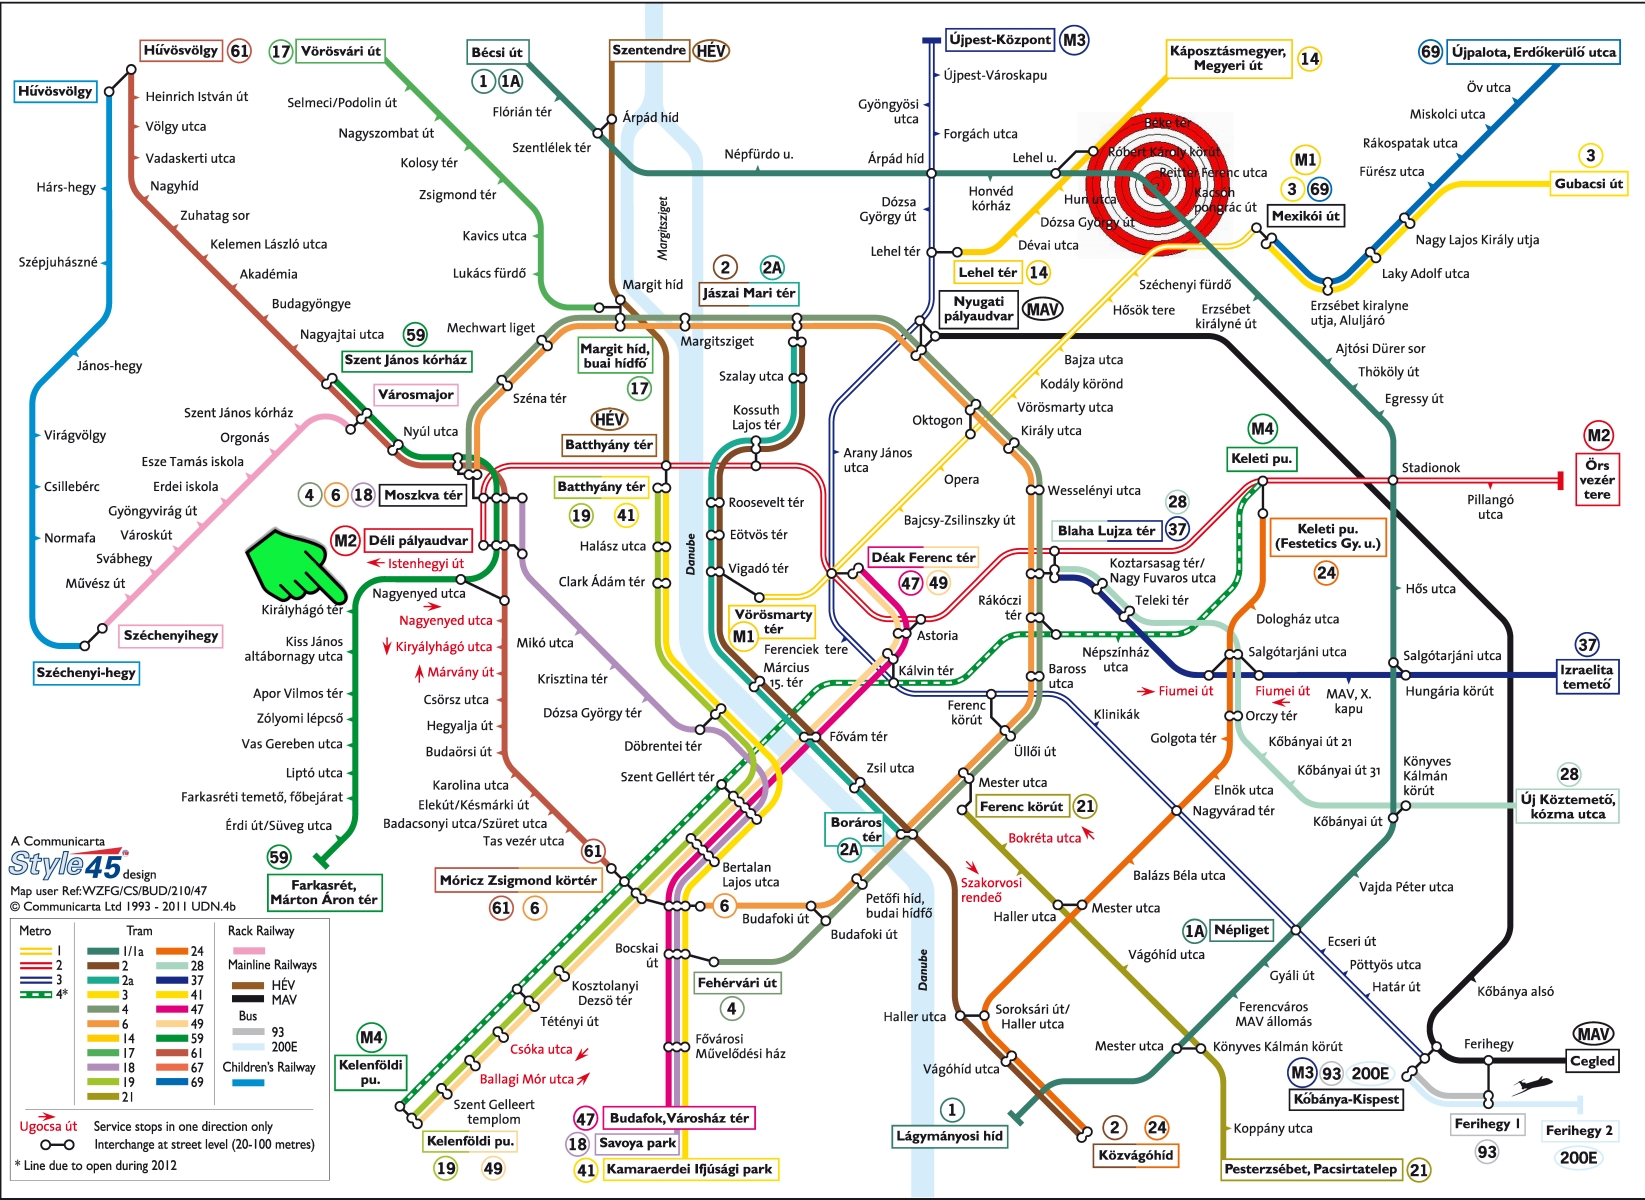 Hűvösvölgy 61
17 Vörösvári út
Bécsi út
1 1A
Szentendre HÉV
Újpest-Központ M3
Káposztásmegyer,
Megyeri út
14
69 Újpalota, Erdőkerülő utca
Hűvösvölgy
Heinrich István út
Völgy utca
Vadaskerti utca
Nagyhíd
Zuhatag sor
Kelemen László utca
Akadémia
Budagyöngye
Nagyajtai utca
Hárs-hegy
Szépjuhászné
János-hegy
Virágvölgy
Csillebérc
Normafa
Selmeci/Podolin út
Nagyszombat út
Kolosy tér
Zsigmond tér
Kavics utca
Lukács fürdő
Flórián tér
Szentlélek tér
Árpád híd
Népfürdo u.
Margitsziget
Margit híd
Újpest-Városkapu
Gyöngyösi
utca
Forgách utca
Árpád híd
Dózsa
György út
Lehel tér
Lehel u.
Honvéd
kórház
Béke tér
Róbert Károly körút
Reitter Ferenc utca
Kacsóh
pongrác út
Hun utca
Dózsa György út
Dévai utca
Lehel tér 14
Öv utca
Miskolci utca
Rákospatak utca
Fürész utca
M1
3 69
Mexikói út
3
Gubacsi út
Nagy Lajos Király utja
Laky Adolf utca
Erzsébet kiralyne
utja, Aluljáró
Széchenyi fürdő
Hősök tere
Erzsébet
királyné út
Bajza utca
Kodály körönd
Vörösmarty utca
Ajtósi Dürer sor
Thököly út
Egressy út
2 2A
Jászai Mari tér
Nyugati
pályaudvar
MAV
Mechwart liget
Margitsziget
59
Szent János kórház
Margit híd,
buai hídfő
17
Városmajor
Széna tér
Szalay utca
Kossuth
Lajos tér
Szent János kórház
Orgonás
Esze Tamás iskola
Erdei iskola
Gyöngyvirág út
Városkút
Svábhegy
Művész út
Széchenyihegy
Széchenyi-hegy
Nyúl utca
HÉV
Batthyány tér
4 6 18 Moszkva tér
Batthyány tér
19 41
M2 Déli pályaudvar
Istenhegyi út
Halász utca
Clark Ádám tér
Danube
Roosevelt tér
Eötvös tér
Vigadó tér
Vörösmarty
tér
M1
Ferenciek tere
Március
15. tér
Arany János
utca
Oktogon
Király utca
Opera
Bajcsy-Zsilinszky út
Wesselényi utca
M4
Keleti pu.
Stadionok
M2
Örs
vezér
tere
Pillangó
utca
28
Blaha Lujza tér 37
Keleti pu.
(Festetics Gy. u.)
24
Déak Ferenc tér
47 49
Koztarsasag tér/
Nagy Fuvaros utca
Teleki tér
Rákóczi
tér
Astoria
Kálvin tér
Népszínház
utca
Baross
utca
Hős utca
Dologház utca
Salgótarjáni utca
Fiumei út
Fiumei út
MAV, X.
kapu
Salgótarjáni utca
Hungária körút
37
Izraelita
temető
Királyhágó tér
Kiss János
altábornagy utca
Apor Vilmos tér
Zólyomi lépcső
Vas Gereben utca
Liptó utca
Farkasréti temető, főbejárat
Érdi út/Süveg utca
59
Farkasrét,
Márton Áron tér
Nagyenyed utca
Nagyenyed utca
Kiryályhágo utca
Márvány út
Csörsz utca
Hegyalja út
Budaörsi út
Karolina utca
Elekút/Késmárki út
Badacsonyi utca/Szüret utca
Tas vezér utca
61
Móricz Zsigmond körtér
61 6
Mikó utca
Krisztina tér
Dózsa György tér
Döbrentei tér
Szent Gellért tér
Fővám tér
Zsil utca
Boráros
tér
2A
Ferenc
körút
Klinikák
Üllői út
Mester utca
Ferenc körút 21
Bokréta utca
Szakorvosi
rendeő
Orczy tér
Golgota tér
Kőbányai út 21
Kőbányai út 31
Elnök utca
Nagyvárad tér
Könyves
Kálmán
körút
Kőbányai út
28
Új Köztemető,
kózma utca
Bertalan
Lajos utca
6
Budafoki út
Petőfi híd,
budai hídfő
Budafoki út
Balázs Béla utca
Vajda Péter utca
Haller utca
Mester utca
1A Népliget
Vágóhíd utca
Ecseri út
Pöttyös utca
Határ út
Gyáli út
Kőbánya alsó
Bocskai
út
Fehérvári út
4
Kosztolanyi
Dezsö tér
Tétényi út
Csóka utca
Ballagi Mór utca
Szent Gelleert
templom
Fővárosi
Művelődési ház
Danube
Haller utca
Soroksári út/
Haller utca
Ferencváros
MAV állomás
Vágóhíd utca
Mester utca
Könyves Kálmán körút
Ferihegy
MAV
Cegled
M3 93 200E
Kőbánya-Kispest
Ferihegy 1
93
Ferihegy 2
200E
M4
Kelenföldi
pu.
Kelenföldi pu.
19 49
47 Budafok, Városház tér
18 Savoya park
41 Kamaraerdei Ifjúsági park
1
Lágymányosi híd
2 24
Közvágóhíd
Koppány utca
Pesterzsébet, Pacsirtatelep 21
A Communicarta
Style45 design
Map user Ref:WZFG/CS/BUD/210/47
© Communicarta Ltd 1993 - 2011 UDN.4b
Metro Tram Rack Railway
1 1/1a 24
2 2 28 Mainline Railways
3 2a 37 HÉV
4* 3 41 MAV
4 47 Bus
6 49 93
14 59 200E
17 61 Children's Railway
18 67
19 69
21
Ugocsa út Service stops in one direction only
Interchange at street level (20-100 metres)
* Line due to open during 2012